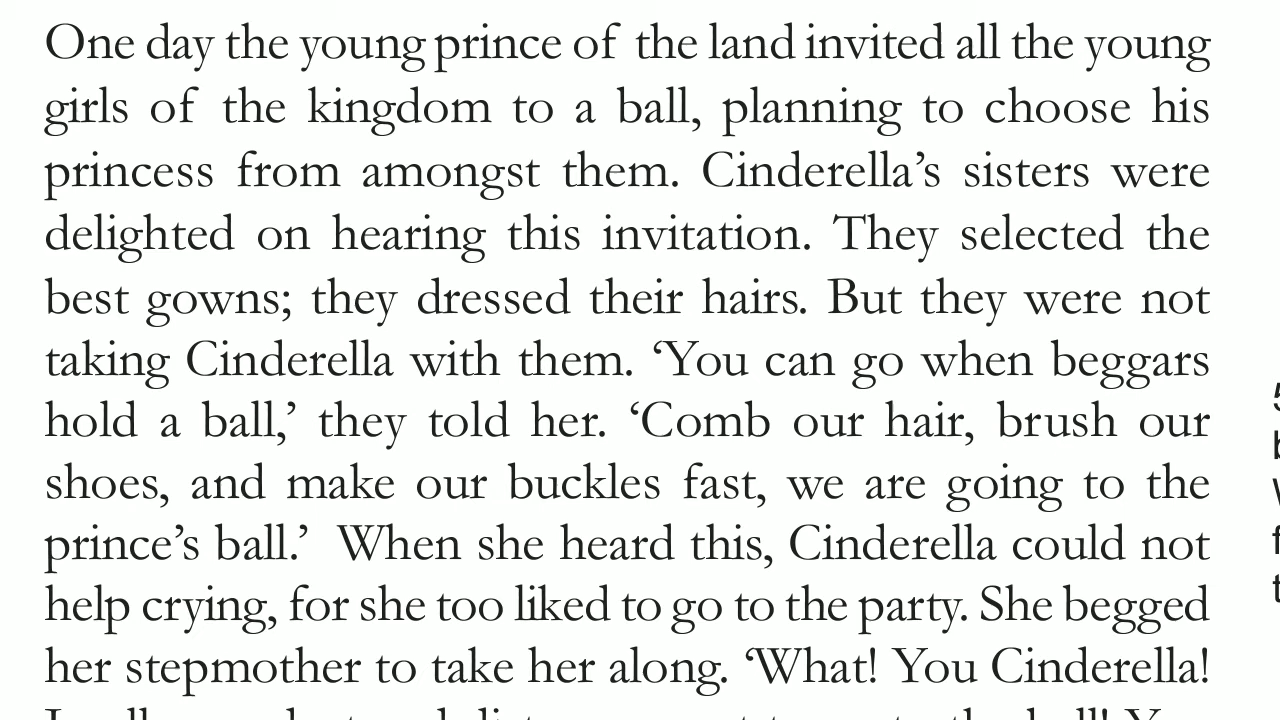 One day the young prince of the land invited all the young
girls of the kingdom to a ball, planning to choose his
princess from amongst them. Cinderella’s sisters were
delighted on hearing this invitation. They selected the
best gowns; they dressed their hairs. But they were not
taking Cinderella with them. ‘You can go when beggars
hold a ball,’ they told her. ‘Comb our hair, brush our
shoes, and make our buckles fast, we are going to the
prince’s ball.’ When she heard this, Cinderella could not
help crying, for she too liked to go to the party. She begged
her stepmother to take her along. ‘What! You Cinderella!